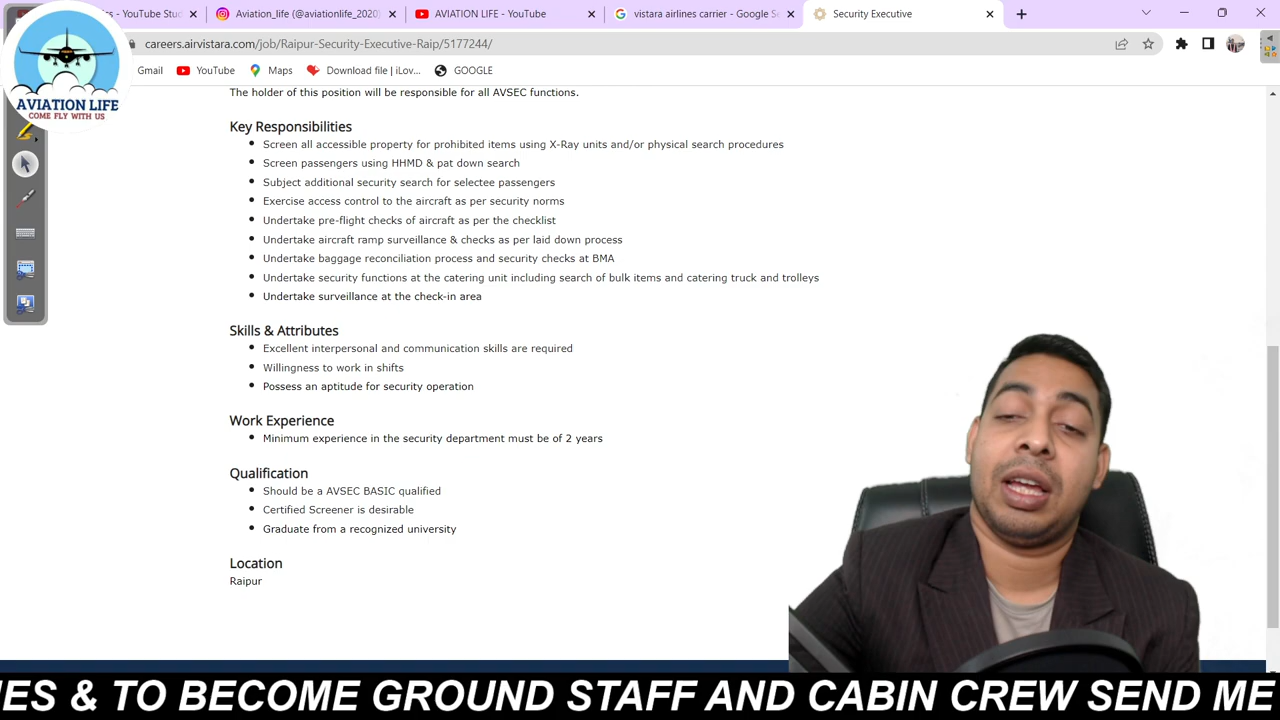 YouTube Stu
Aviation_life (@aviationlife_2020)
AVIATION LIFE - YouTube
vistara airlines carrier - Google Se
Security Executive
careers.airvistara.com/job/Raipur-Security-Executive-Raip/5177244/
Gmail
YouTube
Maps
Download file | iLov...
GOOGLE
AVIATION LIFE
COME FLY WITH US
The holder of this position will be responsible for all AVSEC functions.
Key Responsibilities
Screen all accessible property for prohibited items using X-Ray units and/or physical search procedures
Screen passengers using HHMD & pat down search
Subject additional security search for selectee passengers
Exercise access control to the aircraft as per security norms
Undertake pre-flight checks of aircraft as per the checklist
Undertake aircraft ramp surveillance & checks as per laid down process
Undertake baggage reconciliation process and security checks at BMA
Undertake security functions at the catering unit including search of bulk items and catering truck and trolleys
Undertake surveillance at the check-in area
Skills & Attributes
Excellent interpersonal and communication skills are required
Willingness to work in shifts
Possess an aptitude for security operation
Work Experience
Minimum experience in the security department must be of 2 years
Qualification
Should be a AVSEC BASIC qualified
Certified Screener is desirable
Graduate from a recognized university
Location
Raipur
& TO BECOME GROUND STAFF AND CABIN CREW SEND ME